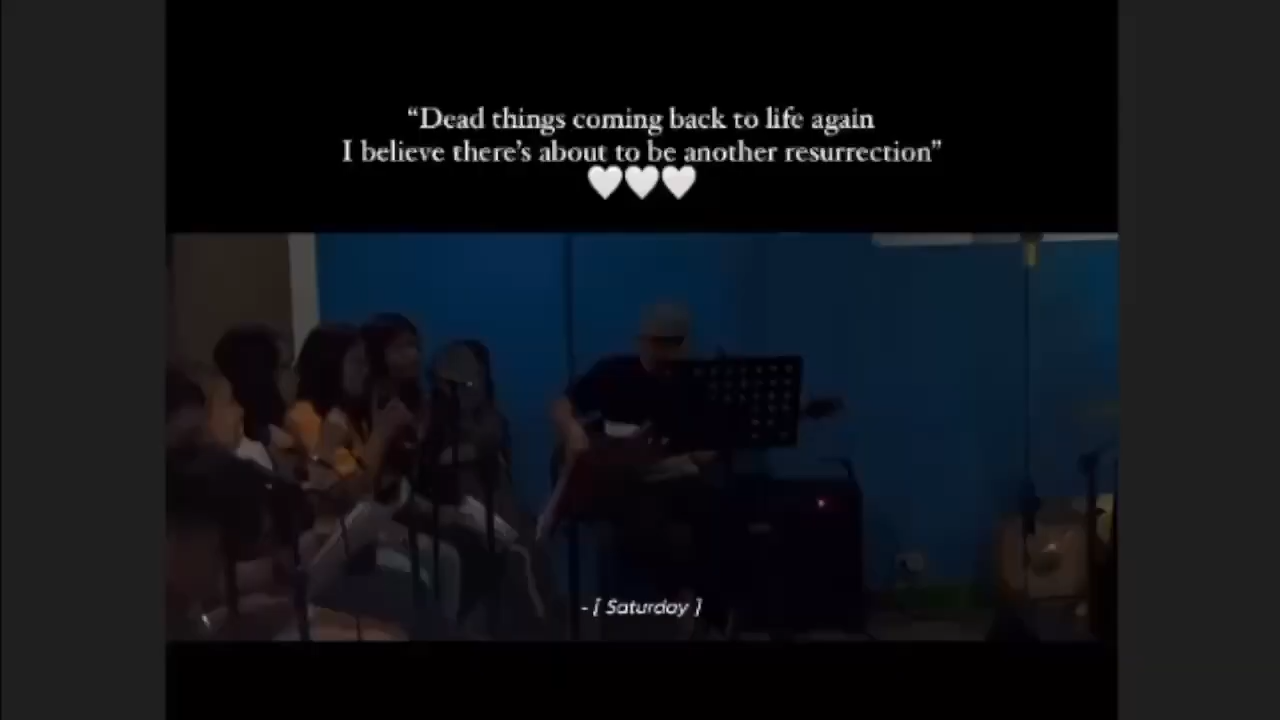 “Dead things coming back to life again
I believe there’s about to be another resurrection”
🤍🤍🤍
- [ Saturday ]